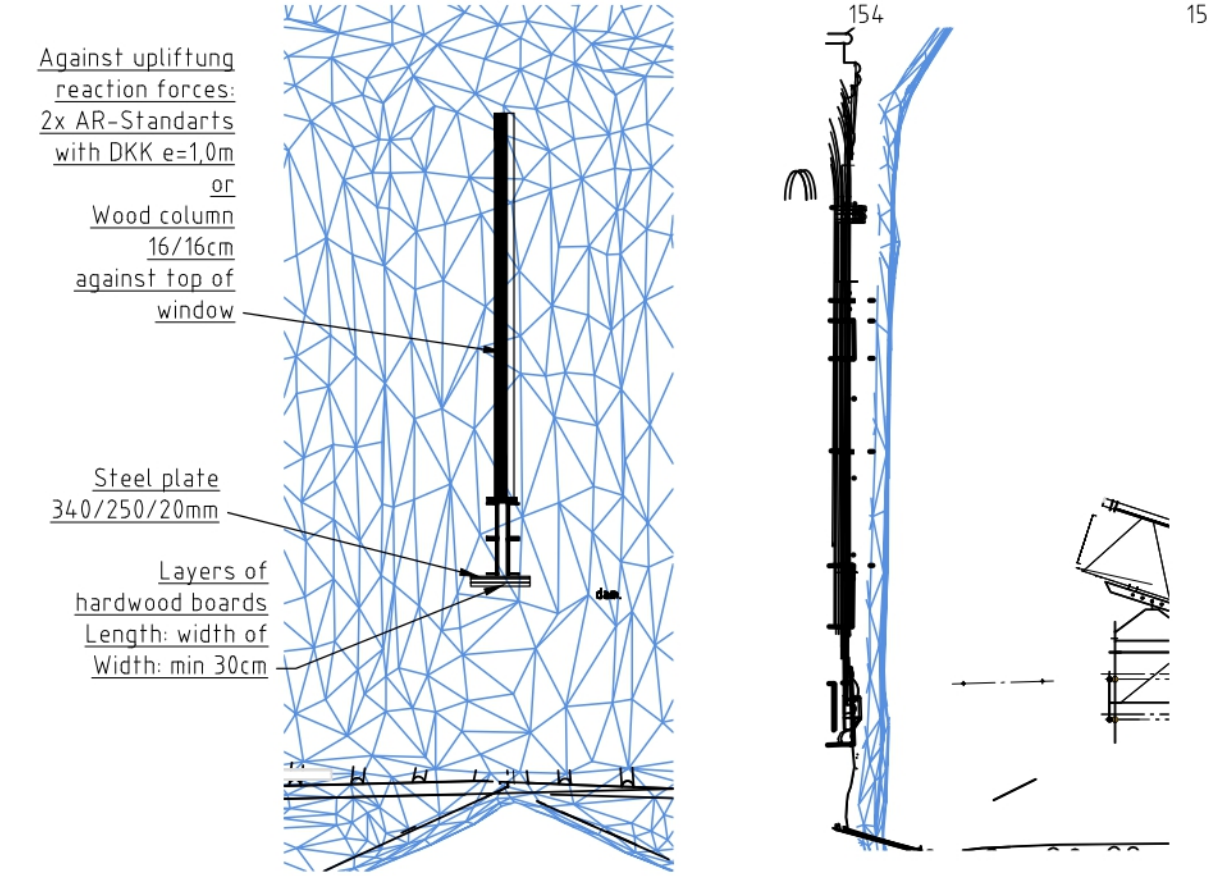 154
15
Against upliftung
reaction forces:
2x AR-Standarts
with DKK e=1,0m
or
Wood column
16/16cm
against top of
window
Steel plate
340/250/20mm
Layers of
hardwood boards
Length: width of
Width: min 30cm